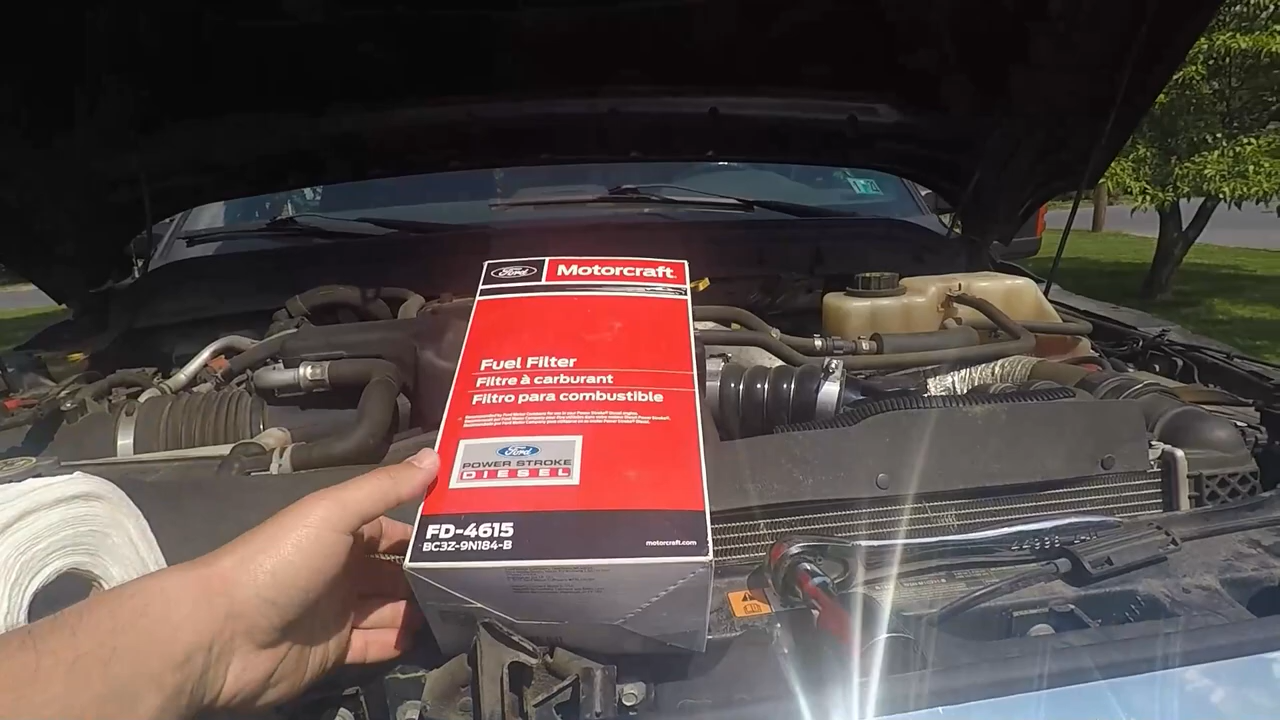 Ford
Motorcraft
Fuel Filter
Filtre à carburant
Filtro para combustible
Ford
POWER STROKE
DIESEL
FD-4615
BC3Z-9N184-B
motorcraft.com